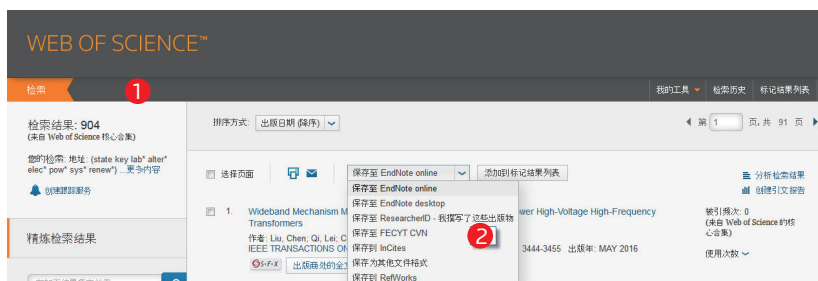 WEB OF SCIENCE™
检索
1
我的工具 检索历史 标记结果列表
检索结果: 904
(来自 Web of Science 核心合集)
您的检索: 地址: (state key lab* alter*
elec* pow* sys* renew*) ...更多内容
创建跟踪服务
精炼检索结果
排序方式: 出版日期 (降序)
第 1 页,共 91 页
选择页面
保存至 EndNote online
添加到标记结果列表
保存至 EndNote online
保存至 EndNote desktop
保存至 ResearcherID - 我撰写了这些出版物
保存至 FECYT CVN
保存到 InCites
保存为其他文件格式
保存到 RefWorks
2
分析检索结果
创建引文报告
1. Wideband Mechanism M
wer High-Voltage High-Frequency
Transformers
作者: Liu, Chen; Qi, Lei; C
IEEE TRANSACTIONS ON
3444-3455 出版年: MAY 2016
S·F·X 出版商处的全文
被引频次: 0
(来自 Web of Science 的核
心合集)
使用次数